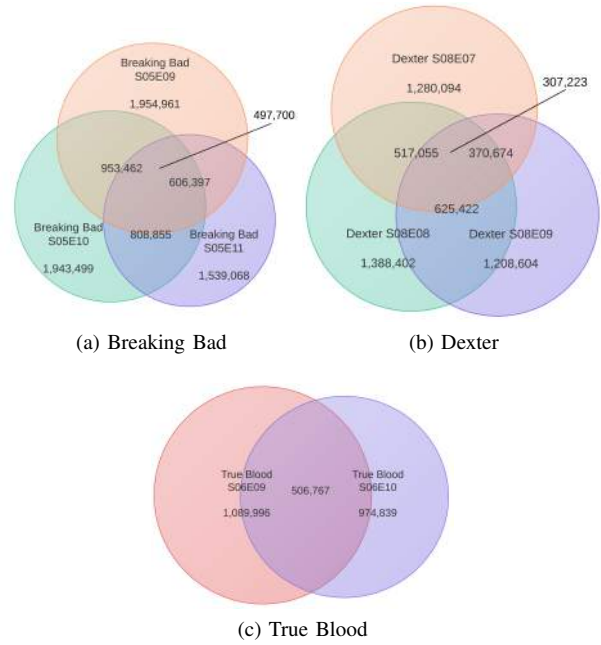 Breaking Bad
S05E09
1,954,961
497,700
953,462
606,397
Breaking Bad
S05E10
808,855
Breaking Bad
S05E11
1,943,499
1,539,068
(a) Breaking Bad
Dexter S08E07
1,280,094
307,223
517,055
370,674
625,422
Dexter S08E08
Dexter S08E09
1,388,402
1,208,604
(b) Dexter
True Blood
S06E09
506,767
True Blood
S06E10
1,089,996
974,839
(c) True Blood